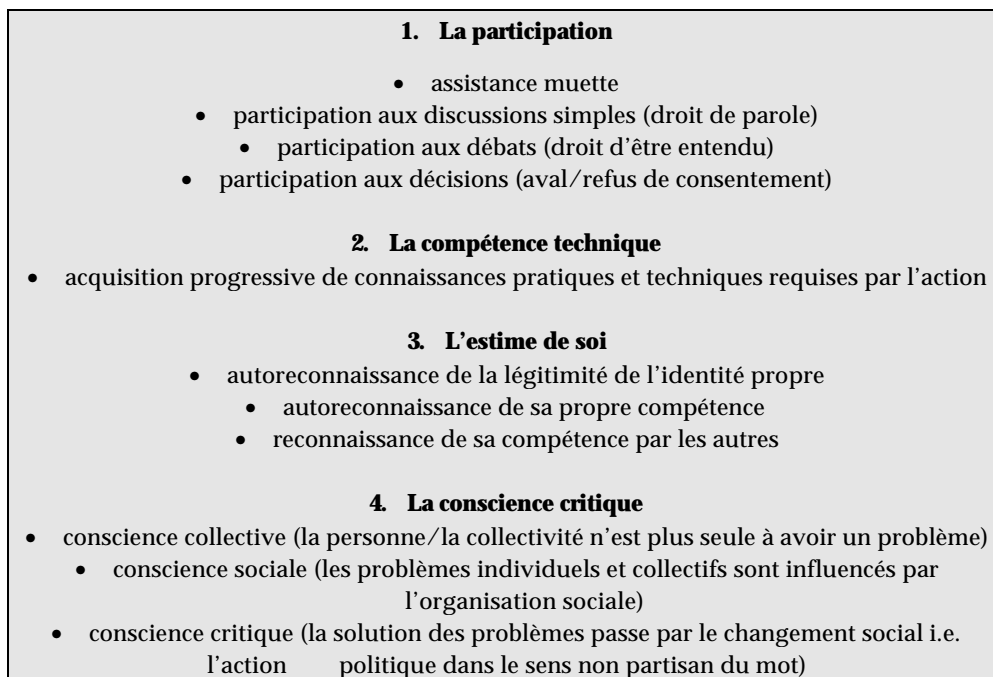 1. La participation
• assistance muette
• participation aux discussions simples (droit de parole)
• participation aux débats (droit d’être entendu)
• participation aux décisions (aval/refus de consentement)
2. La compétence technique
• acquisition progressive de connaissances pratiques et techniques requises par l’action
3. L’estime de soi
• autoreconnaissance de la légitimité de l’identité propre
• autoreconnaissance de sa propre compétence
• reconnaissance de sa compétence par les autres
4. La conscience critique
• conscience collective (la personne/la collectivité n’est plus seule à avoir un problème)
• conscience sociale (les problèmes individuels et collectifs sont influencés par
l’organisation sociale)
• conscience critique (la solution des problèmes passe par le changement social i.e.
l’action politique dans le sens non partisan du mot)